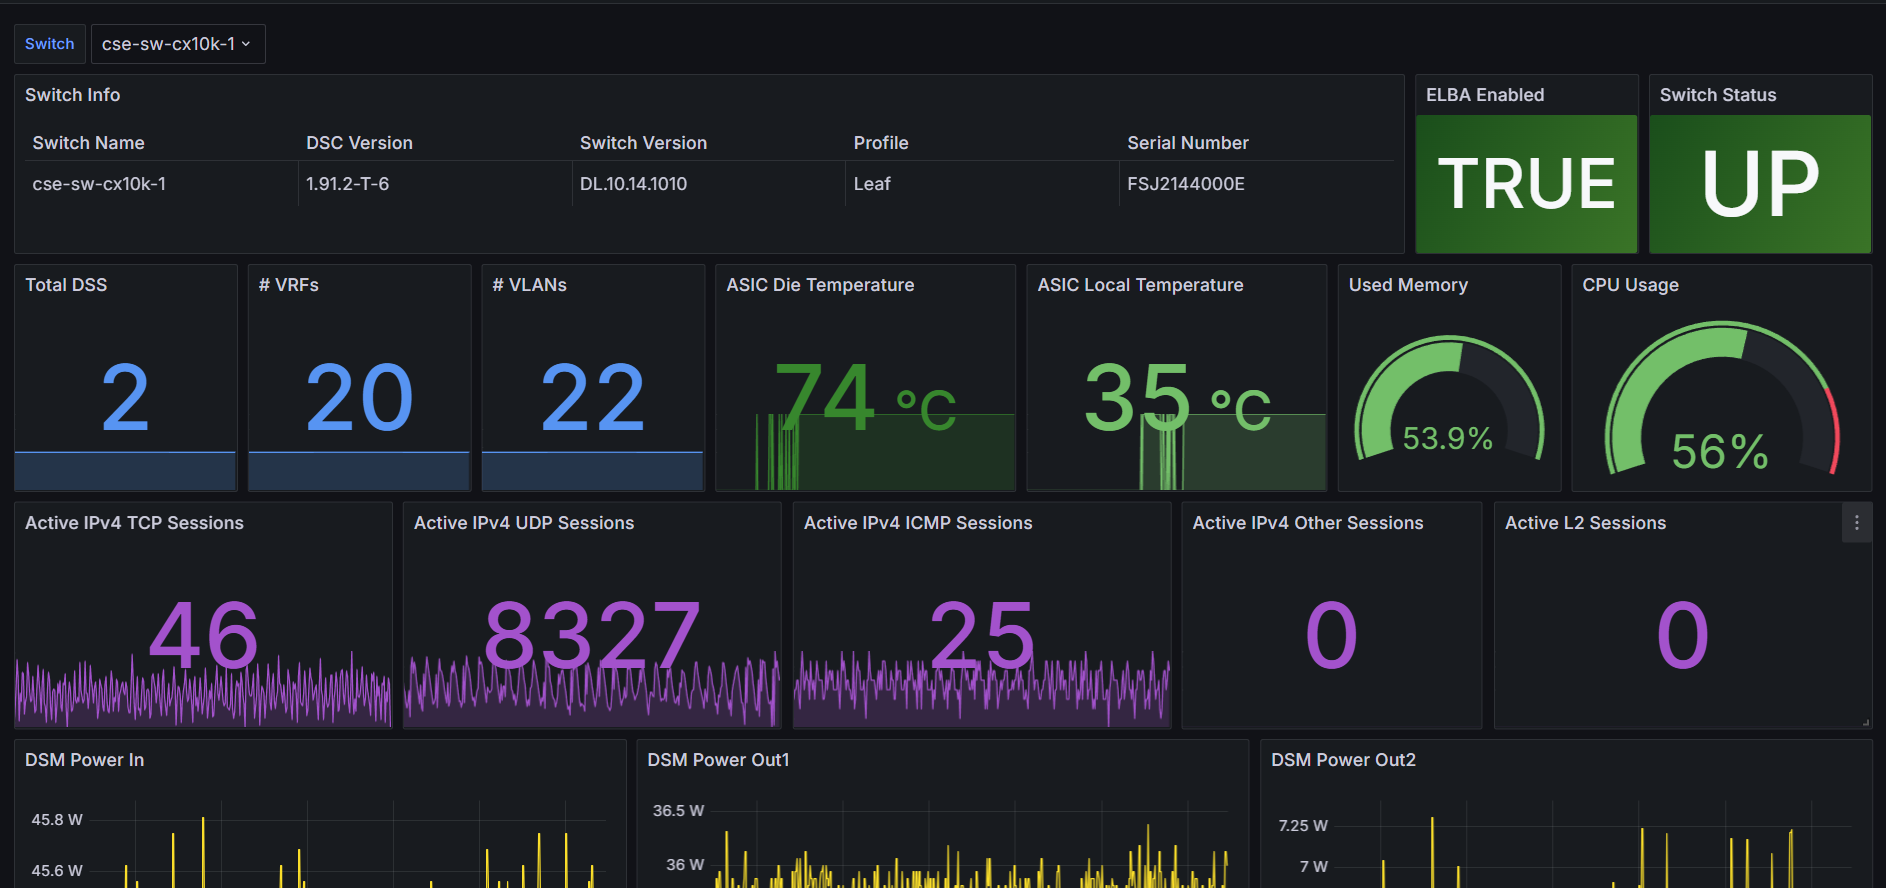 Switch cse-sw-cx10k-1
Switch Info
Switch Name DSC Version Switch Version Profile Serial Number
cse-sw-cx10k-1 1.91.2-T-6 DL.10.14.1010 Leaf FSJ2144000E
ELBA Enabled
TRUE
Switch Status
UP
Total DSS
2
# VRFs
20
# VLANs
22
ASIC Die Temperature
74 °C
ASIC Local Temperature
35 °C
Used Memory
53.9%
CPU Usage
56%
Active IPv4 TCP Sessions
46
Active IPv4 UDP Sessions
8327
Active IPv4 ICMP Sessions
25
Active IPv4 Other Sessions
0
Active L2 Sessions
0
DSM Power In
45.8 W
45.6 W
DSM Power Out1
36.5 W
36 W
DSM Power Out2
7.25 W
7 W